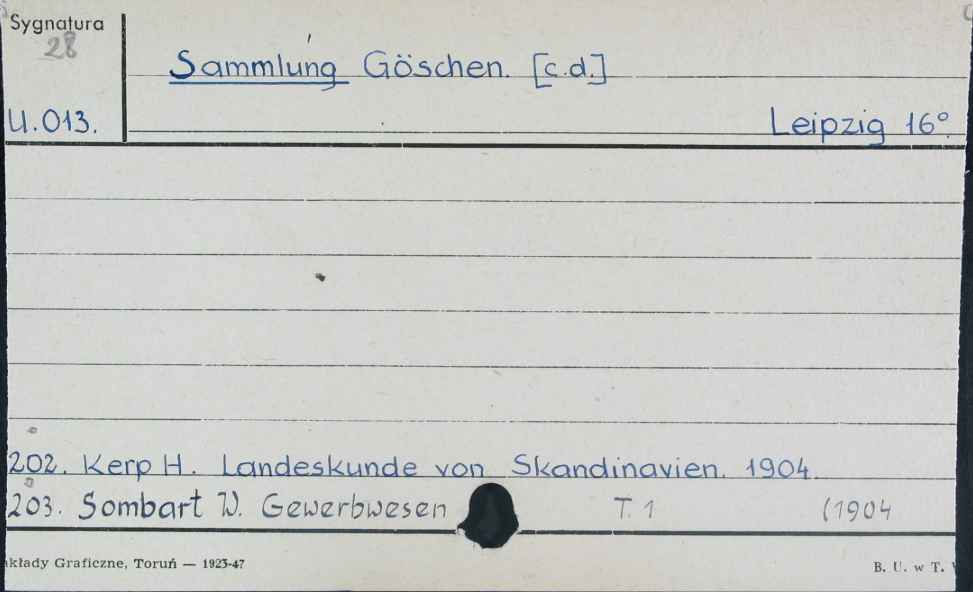 Sygnatura
28
Sammlung Göschen. [c.d.]
U.013.
Leipzig 16°
202. Kerp H. Landeskunde von Skandinavien. 1904.
203. Sombart W. Gewerbwesen T. 1 (1904
kłady Graficzne, Toruń — 1923-47
B. U. w T.